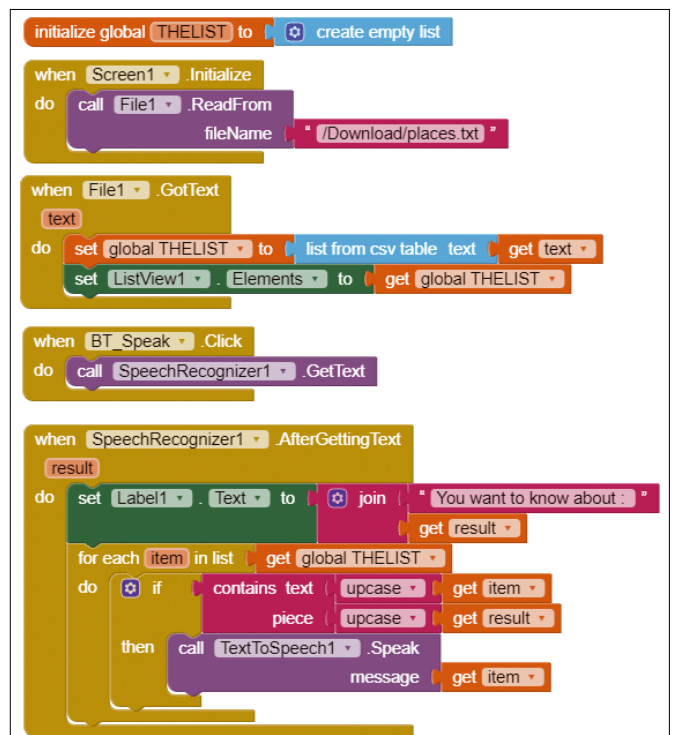 initialize global THELIST to create empty list
when Screen1 .Initialize
do call File1 .ReadFrom
fileName " /Download/places.txt "
when File1 .GotText
text
do set global THELIST to list from csv table text get text
set ListView1 . Elements to get global THELIST
when BT_Speak .Click
do call SpeechRecognizer1 .GetText
when SpeechRecognizer1 .AfterGettingText
result
do set Label1 . Text to join " You want to know about : "
get result
for each item in list get global THELIST
do if contains text upcase get item
piece upcase get result
then call TextToSpeech1 .Speak
message get item